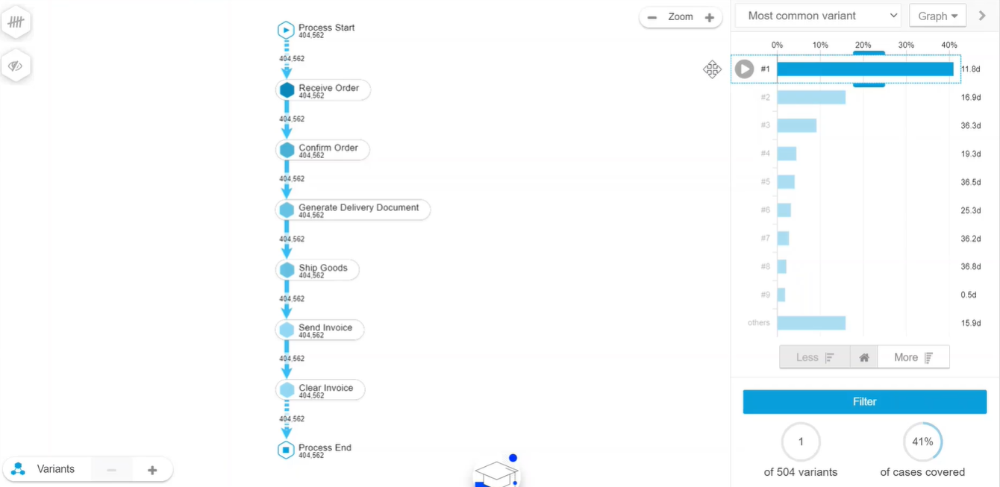 Process Start
404,562
404,562
Receive Order
404,562
404,562
Confirm Order
404,562
404,562
Generate Delivery Document
404,562
404,562
Ship Goods
404,562
404,562
Send Invoice
404,562
404,562
Clear Invoice
404,562
404,562
Process End
404,562
Variants
Zoom
Most common variant
Graph
0% 10% 20% 30% 40%
#1 11.8d
#2 16.9d
#3 36.3d
#4 19.3d
#5 36.5d
#6 25.3d
#7 36.2d
#8 36.8d
#9 0.5d
others 15.9d
Less More
Filter
1 41%
of 504 variants of cases covered